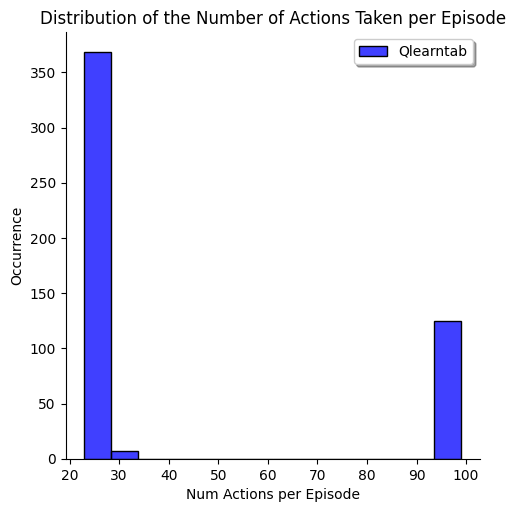 Distribution of the Number of Actions Taken per Episode
Qlearntab
350
300
250
200
150
100
50
0
Occurrence
20 30 40 50 60 70 80 90 100
Num Actions per Episode